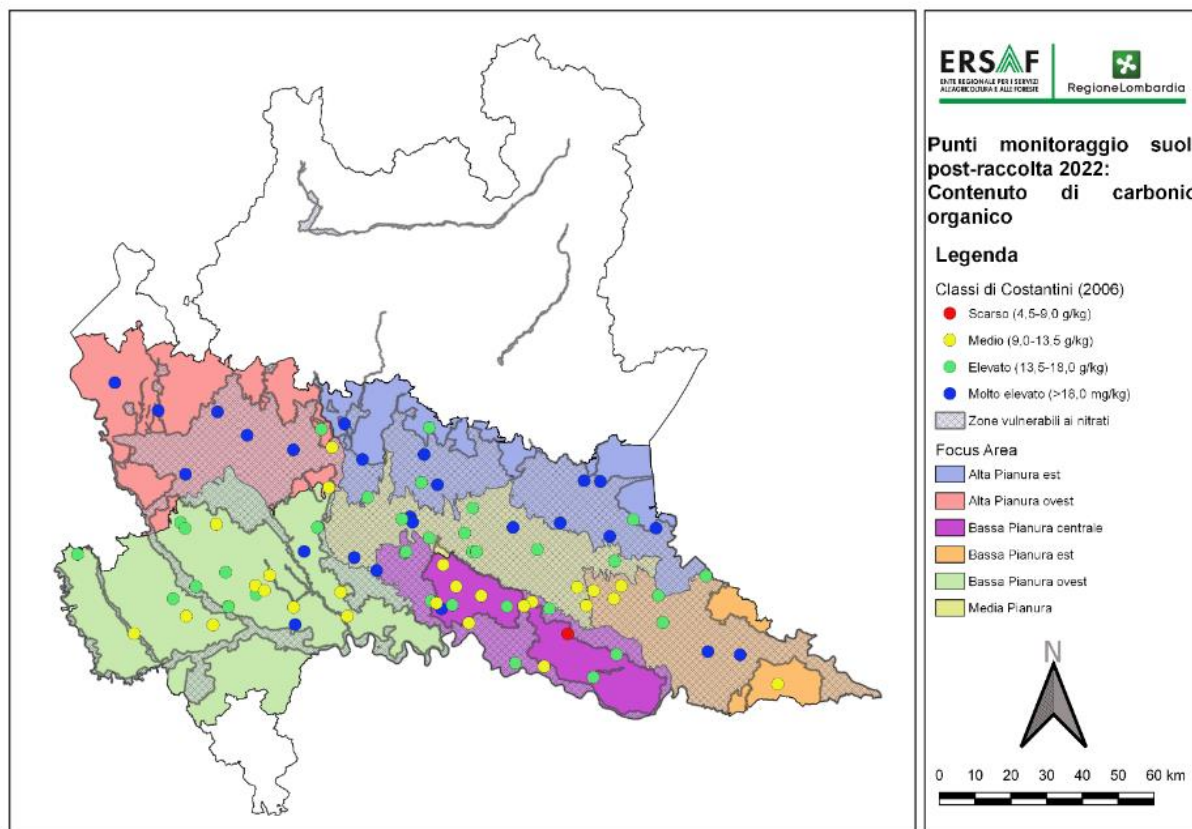 ERSAF
ENTE REGIONALE PER I SERVIZI
ALL'AGRICOLTURA E ALLE FORESTE
RegioneLombardia
Punti monitoraggio suol
post-raccolta 2022:
Contenuto di carbonio
organico
Legenda
Classi di Costantini (2006)
Scarso (4,5-9,0 g/kg)
Medio (9,0-13,5 g/kg)
Elevato (13,5-18,0 g/kg)
Molto elevato (>18,0 mg/kg)
Zone vulnerabili ai nitrati
Focus Area
Alta Pianura est
Alta Pianura ovest
Bassa Pianura centrale
Bassa Pianura est
Bassa Pianura ovest
Media Pianura
N
0 10 20 30 40 50 60 km